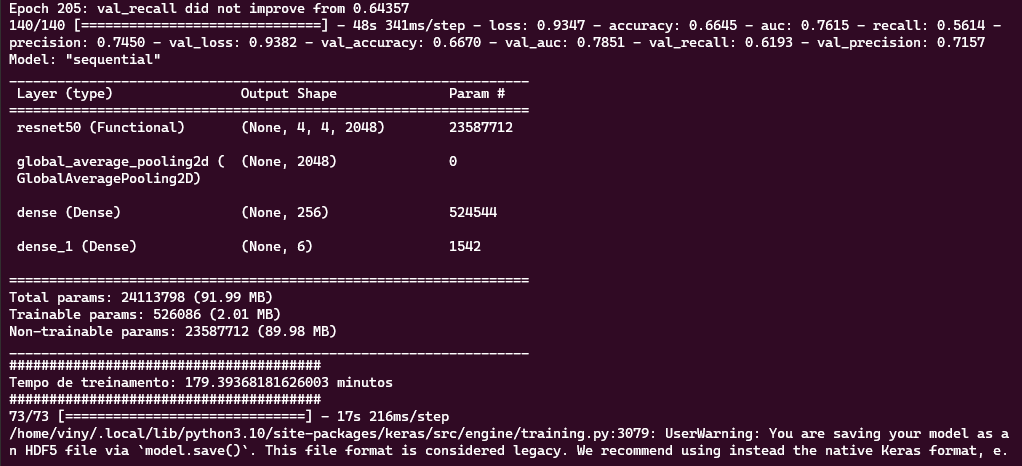 Epoch 205: val_recall did not improve from 0.64357
140/140 [==============================] - 48s 341ms/step - loss: 0.9347 - accuracy: 0.6645 - auc: 0.7615 - recall: 0.5614 -
precision: 0.7450 - val_loss: 0.9382 - val_accuracy: 0.6670 - val_auc: 0.7851 - val_recall: 0.6193 - val_precision: 0.7157
Model: "sequential"
_________________________________________________________________
Layer (type) Output Shape Param #
=================================================================
resnet50 (Functional) (None, 4, 4, 2048) 23587712
global_average_pooling2d ( (None, 2048) 0
GlobalAveragePooling2D)
dense (Dense) (None, 256) 524544
dense_1 (Dense) (None, 6) 1542
=================================================================
Total params: 24113798 (91.99 MB)
Trainable params: 526086 (2.01 MB)
Non-trainable params: 23587712 (89.98 MB)
_________________________________________________________________
#######################################
Tempo de treinamento: 179.39368181626003 minutos
#######################################
73/73 [==============================] - 17s 216ms/step
/home/viny/.local/lib/python3.10/site-packages/keras/src/engine/training.py:3079: UserWarning: You are saving your model as a
n HDF5 file via `model.save()`. This file format is considered legacy. We recommend using instead the native Keras format, e.